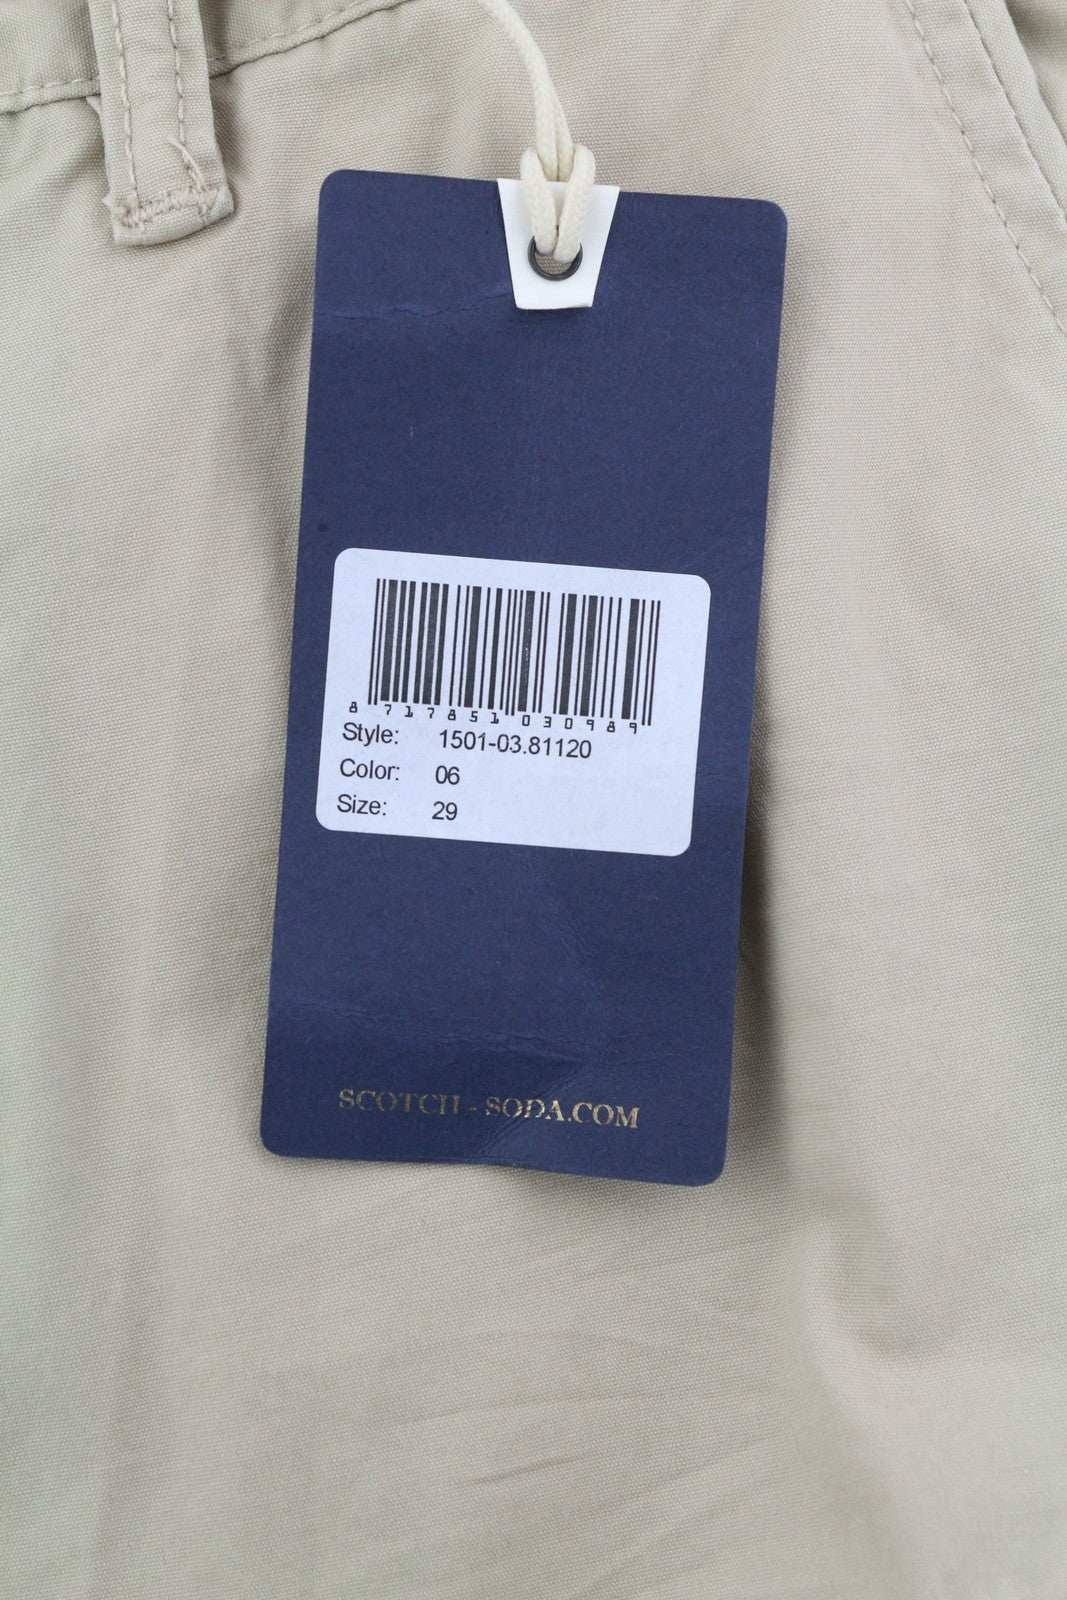 8 717851 030989
Style: 1501-03.81120
Color: 06
Size: 29
SCOTCH - SODA.COM